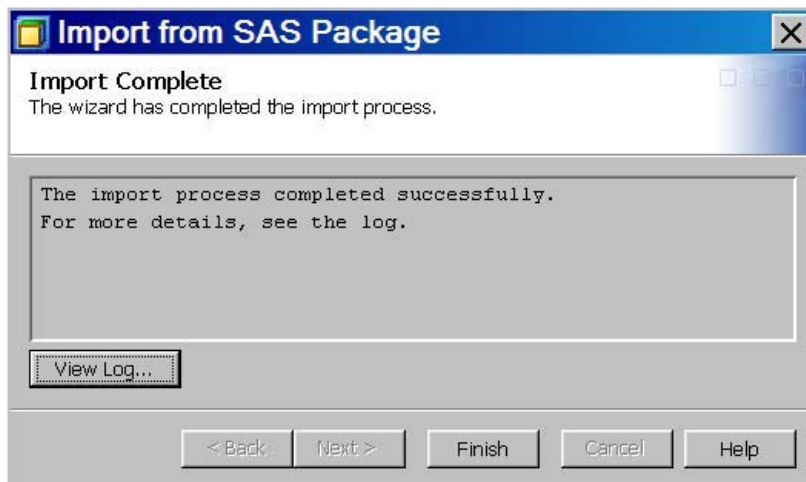 Import from SAS Package
Import Complete
The wizard has completed the import process.
The import process completed successfully.
For more details, see the log.
View Log...
< Back Next > Finish Cancel Help